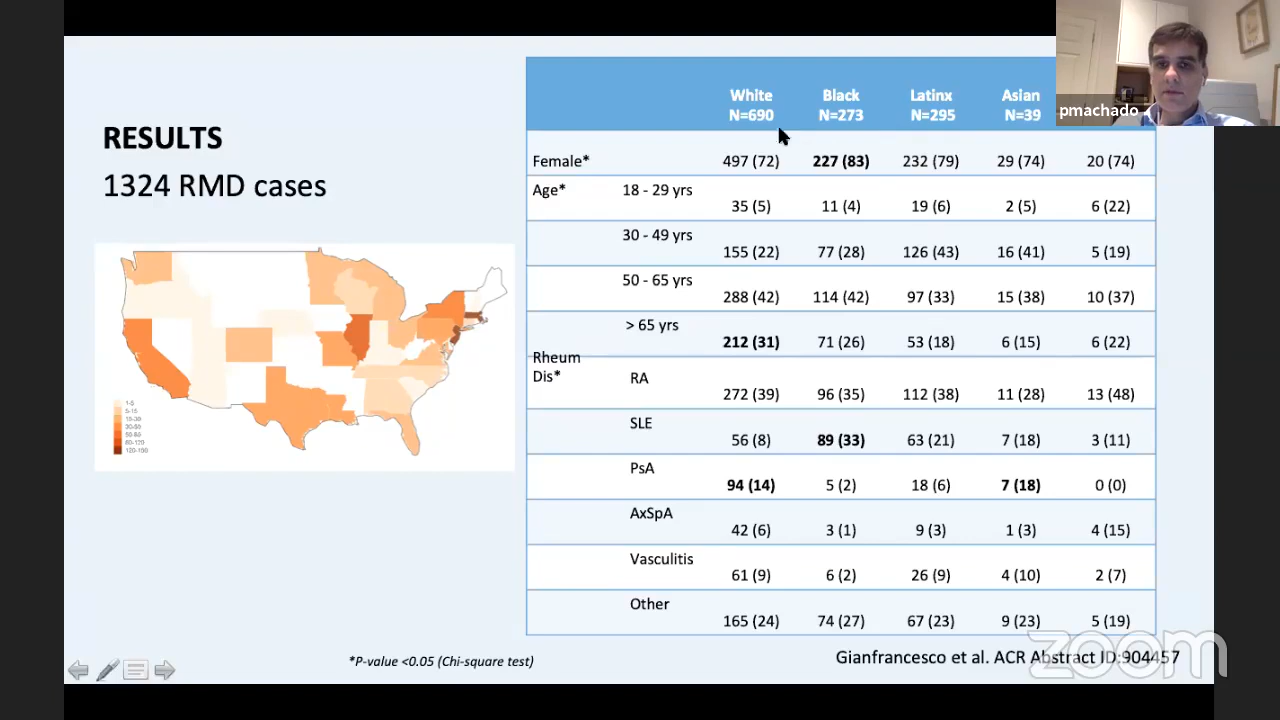 pmachado
White Black Latinx Asian
N=690 N=273 N=295 N=39
RESULTS
1324 RMD cases
Female* 497 (72) 227 (83) 232 (79) 29 (74) 20 (74)
Age* 18 - 29 yrs
35 (5) 11 (4) 19 (6) 2 (5) 6 (22)
30 - 49 yrs
155 (22) 77 (28) 126 (43) 16 (41) 5 (19)
50 - 65 yrs
288 (42) 114 (42) 97 (33) 15 (38) 10 (37)
> 65 yrs
212 (31) 71 (26) 53 (18) 6 (15) 6 (22)
Rheum
Dis* RA
272 (39) 96 (35) 112 (38) 11 (28) 13 (48)
SLE
56 (8) 89 (33) 63 (21) 7 (18) 3 (11)
PsA
94 (14) 5 (2) 18 (6) 7 (18) 0 (0)
AxSpA
42 (6) 3 (1) 9 (3) 1 (3) 4 (15)
Vasculitis
61 (9) 6 (2) 26 (9) 4 (10) 2 (7)
Other
165 (24) 74 (27) 67 (23) 9 (23) 5 (19)
1-5
5-15
15-30
30-50
*P-value <0.05 (Chi-square test)
Gianfrancesco et al. ACR Abstract ID:904457
zoom